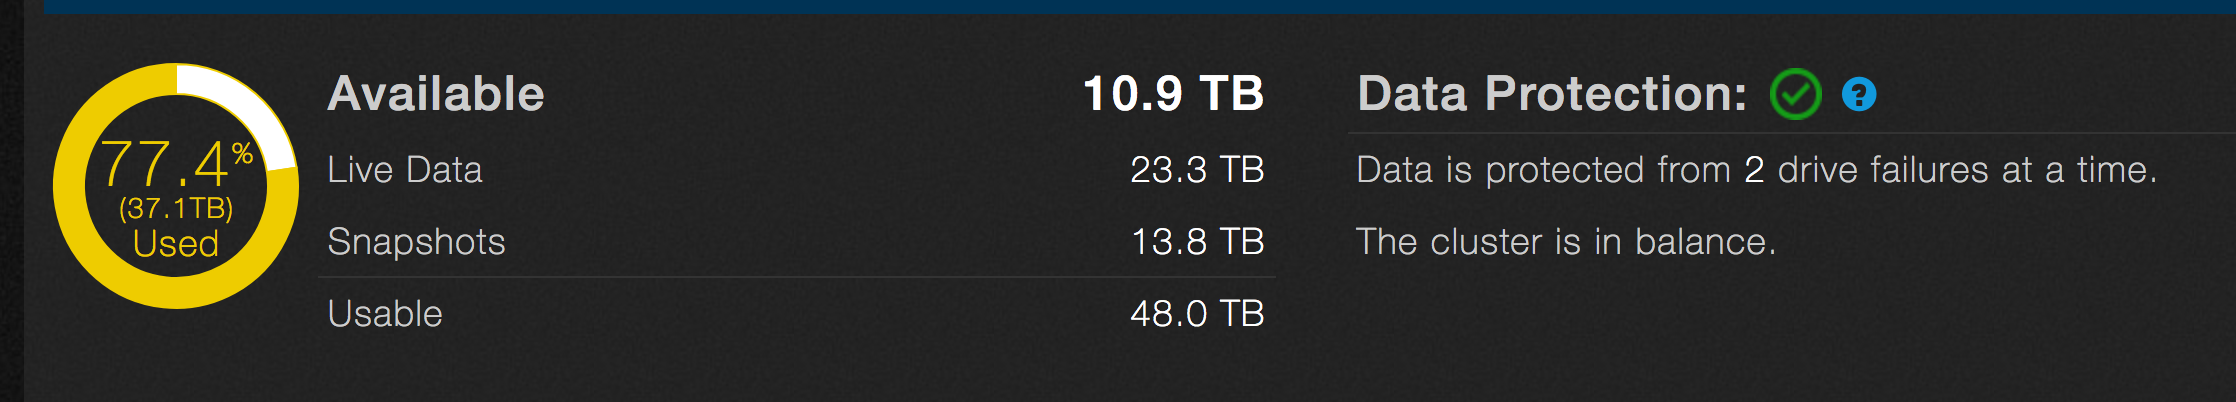 77.4%
(37.1TB)
Used
Available 10.9 TB
Live Data 23.3 TB
Snapshots 13.8 TB
Usable 48.0 TB
Data Protection: ?
Data is protected from 2 drive failures at a time.
The cluster is in balance.